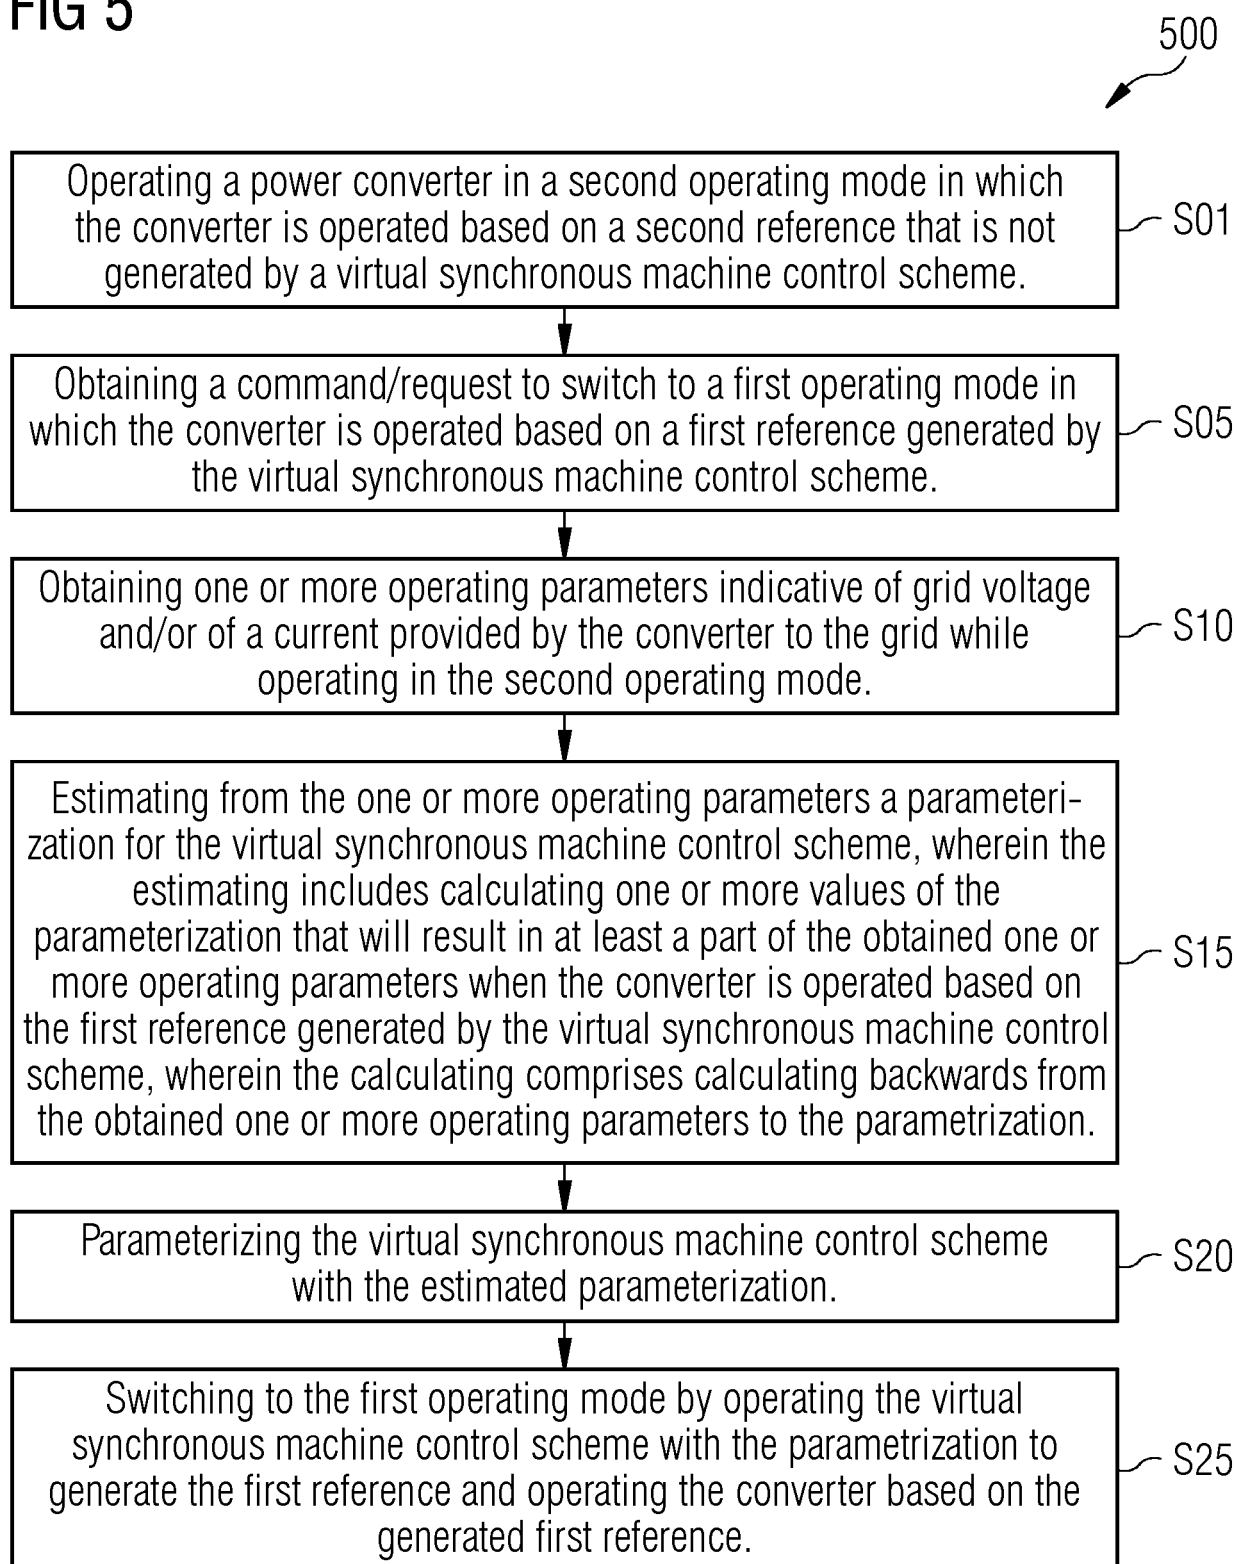 FIG 5
500
Operating a power converter in a second operating mode in which
the converter is operated based on a second reference that is not
generated by a virtual synchronous machine control scheme.
S01
Obtaining a command/request to switch to a first operating mode in
which the converter is operated based on a first reference generated by
the virtual synchronous machine control scheme.
S05
Obtaining one or more operating parameters indicative of grid voltage
and/or of a current provided by the converter to the grid while
operating in the second operating mode.
S10
Estimating from the one or more operating parameters a parameteri-
zation for the virtual synchronous machine control scheme, wherein the
estimating includes calculating one or more values of the
parameterization that will result in at least a part of the obtained one or
more operating parameters when the converter is operated based on
the first reference generated by the virtual synchronous machine control
scheme, wherein the calculating comprises calculating backwards from
the obtained one or more operating parameters to the parametrization.
S15
Parameterizing the virtual synchronous machine control scheme
with the estimated parameterization.
S20
Switching to the first operating mode by operating the virtual
synchronous machine control scheme with the parametrization to
generate the first reference and operating the converter based on the
generated first reference.
S25